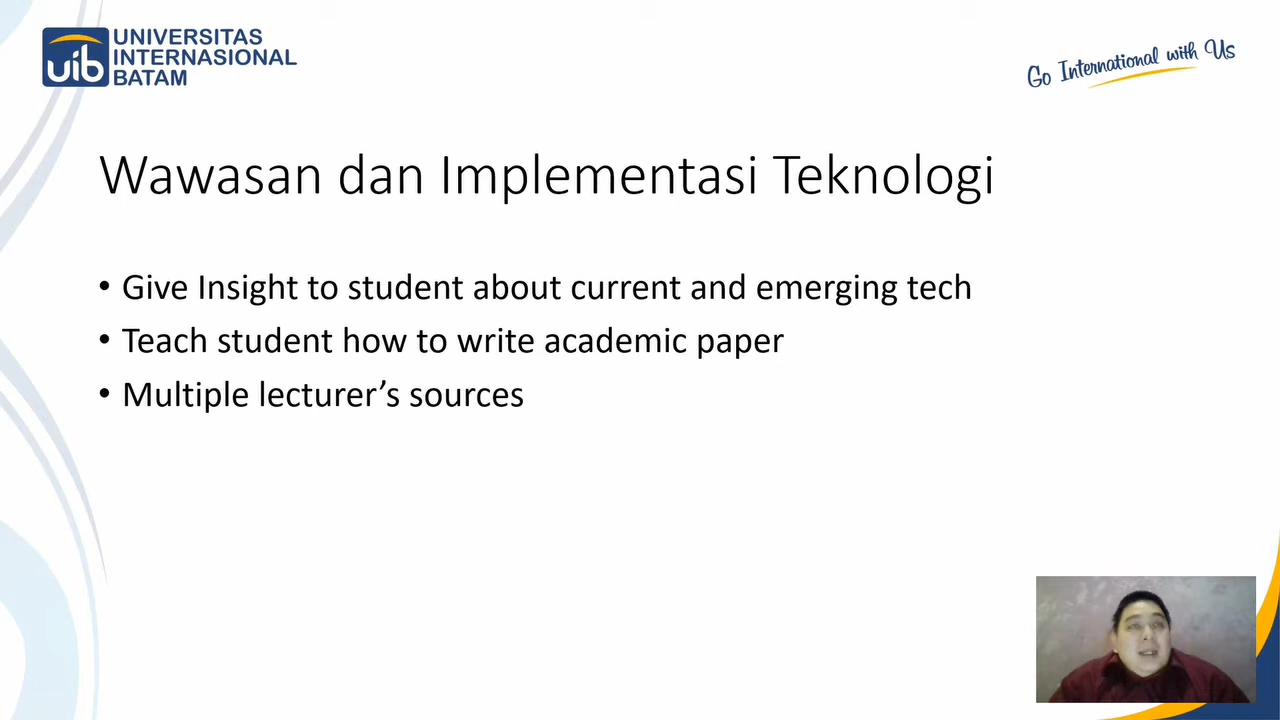 uib
UNIVERSITAS
INTERNASIONAL
BATAM
Go International with Us
Wawasan dan Implementasi Teknologi
• Give Insight to student about current and emerging tech
• Teach student how to write academic paper
• Multiple lecturer’s sources